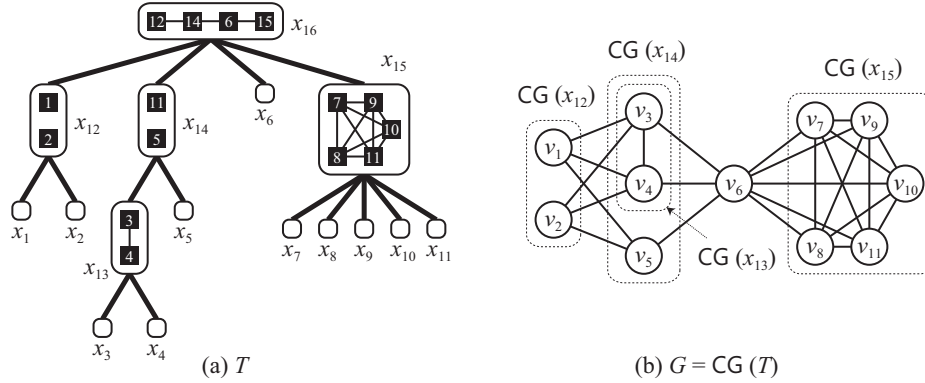 12 14 6 15 x16
x15
1 2 x12
11 5 x14
x6
7 9 10 8 11
x1 x2
3 4 x13
x5
x7 x8 x9 x10 x11
x3 x4
(a) T
CG (x14)
CG (x12)
CG (x15)
v3
v1
v7 v9
v4 v6 v10
v2
v5
v8 v11
CG (x13)
(b) G = CG (T)